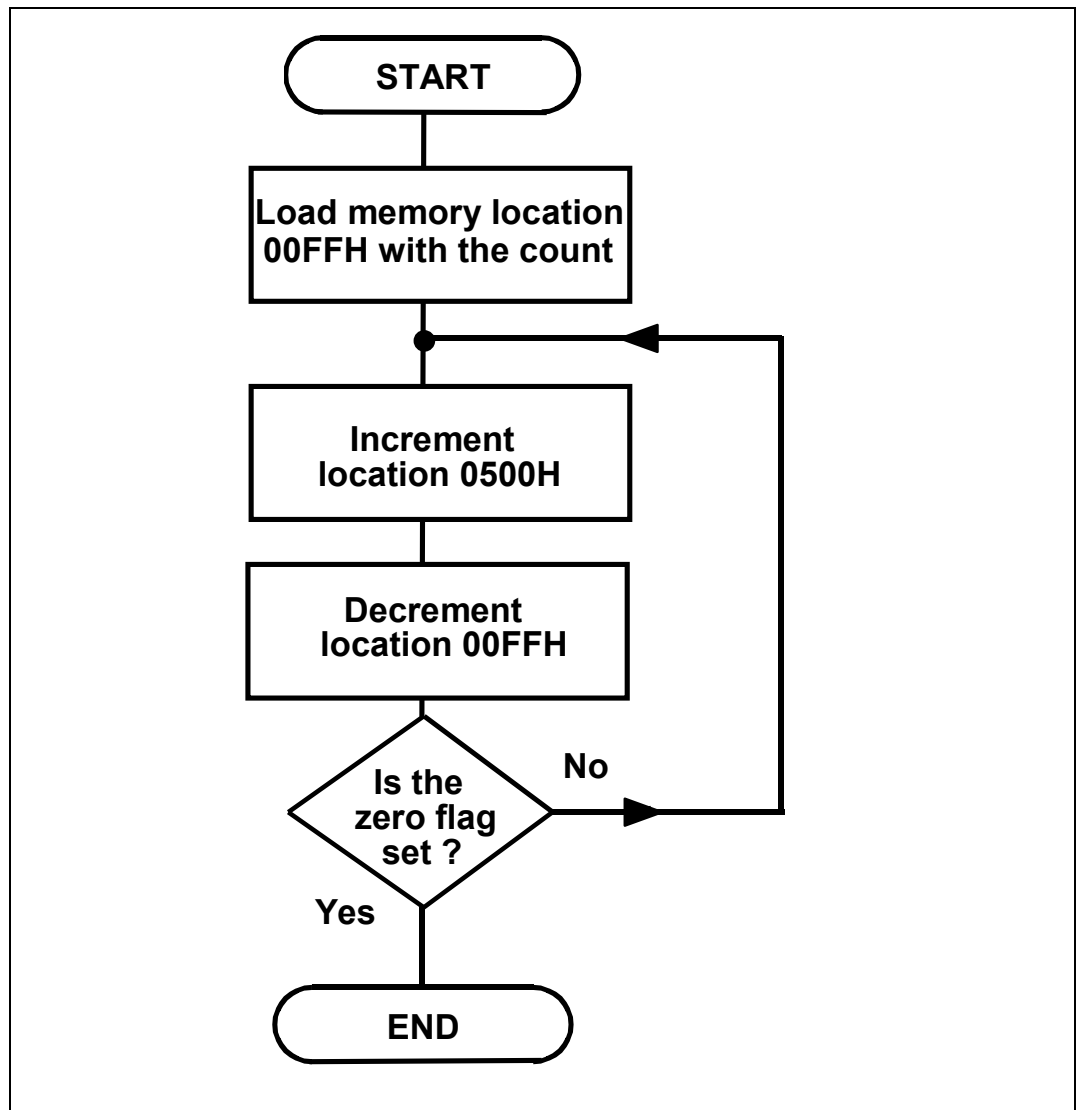 START
Load memory location
00FFH with the count
Increment
location 0500H
Decrement
location 00FFH
Is the
zero flag
set ?
No
Yes
END